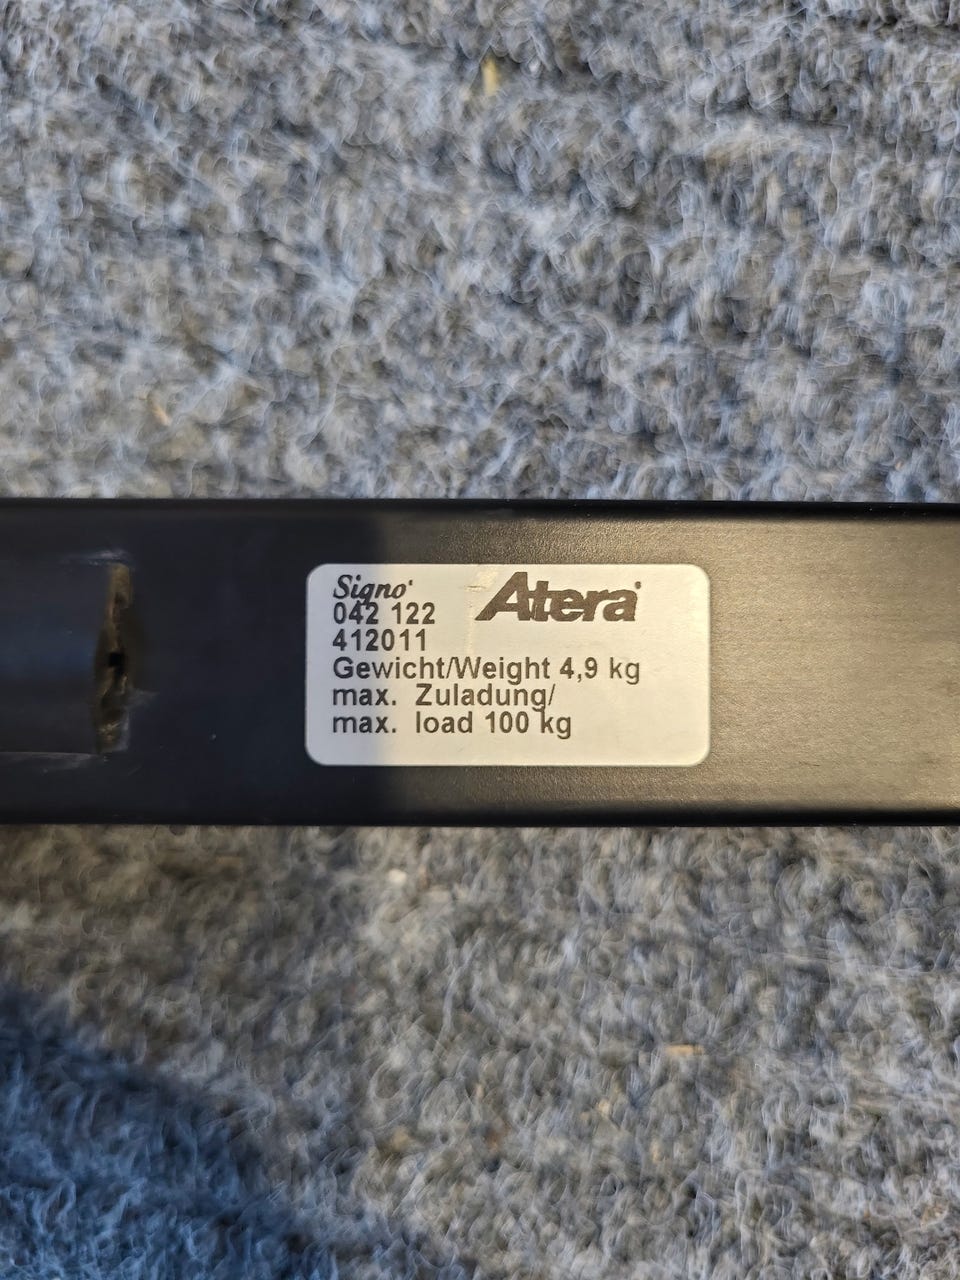 Signo®
Atera®
042 122
412011
Gewicht/Weight 4,9 kg
max. Zuladung/
max. load 100 kg